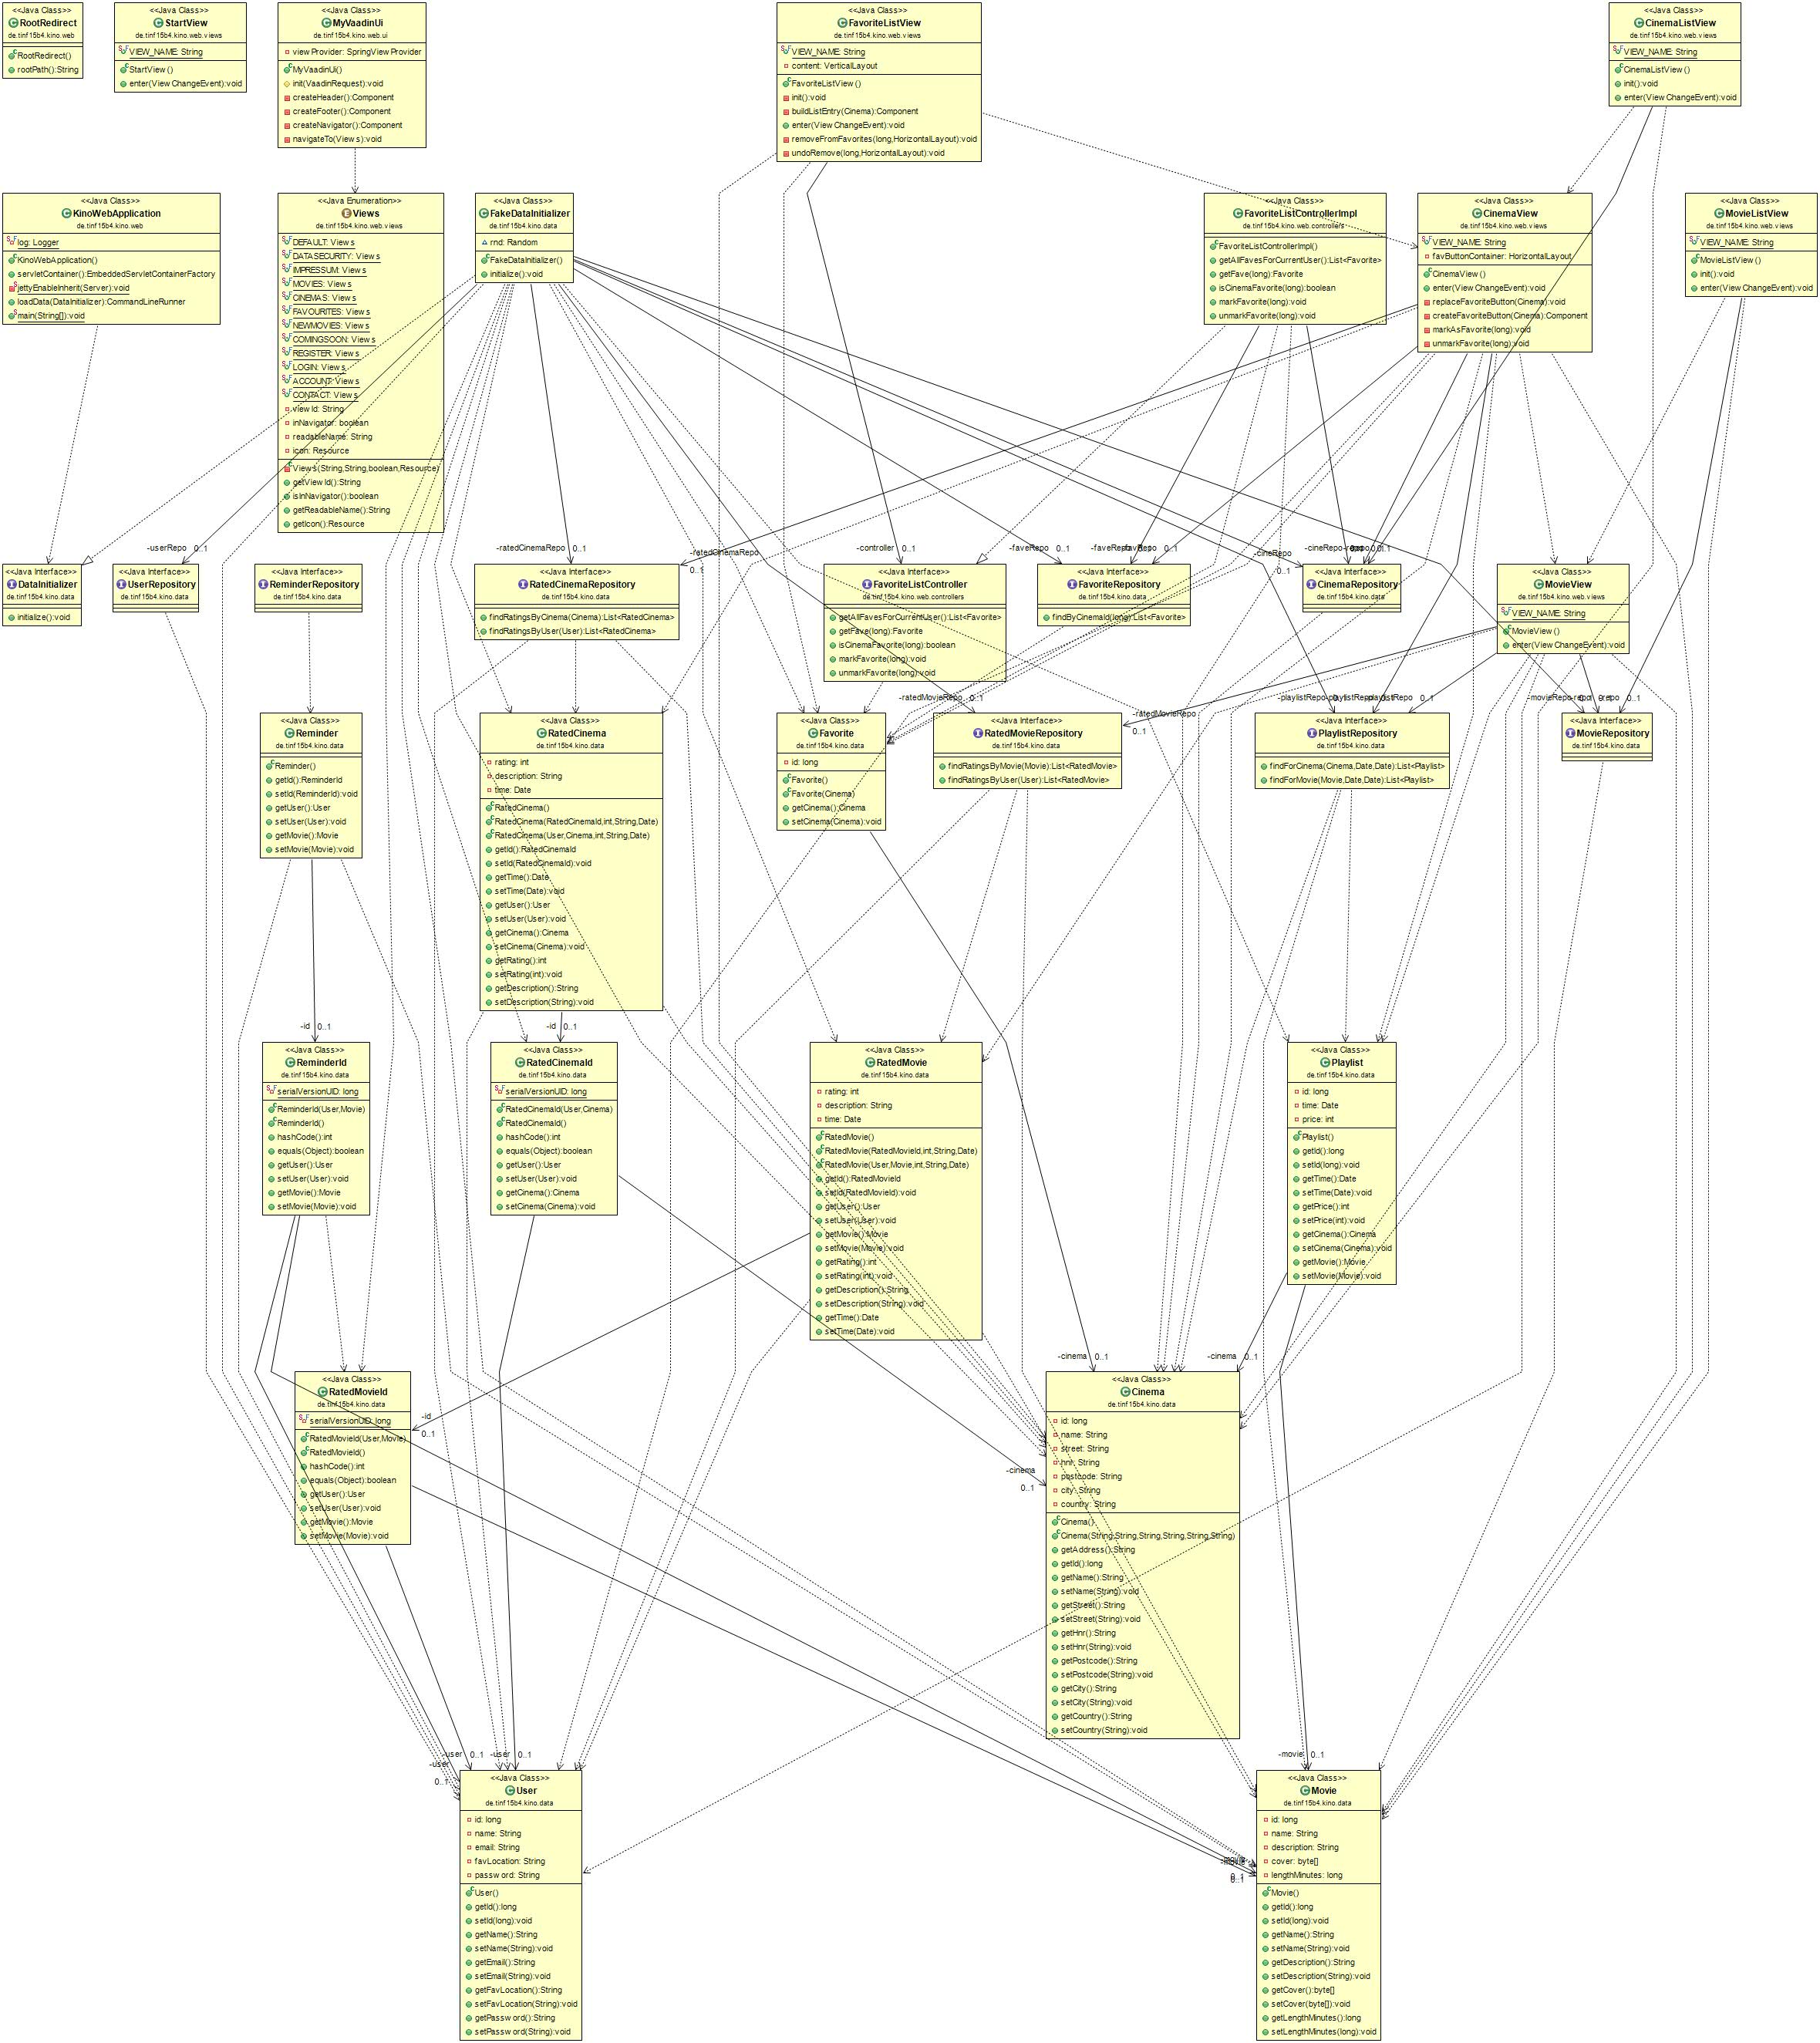 <<Java Class>>
RootRedirect
de.tinf15b4.kino.web
RootRedirect()
rootPath():String
<<Java Class>>
StartView
de.tinf15b4.kino.web.views
VIEW_NAME: String
StartView()
enter(ViewChangeEvent):void
<<Java Class>>
MyVaadinUi
de.tinf15b4.kino.web.ui
viewProvider: SpringViewProvider
MyVaadinUi()
init(VaadinRequest):void
createHeader():Component
createFooter():Component
createNavigator():Component
navigateTo(Views):void
<<Java Class>>
FavoriteListView
de.tinf15b4.kino.web.views
VIEW_NAME: String
content: VerticalLayout
FavoriteListView()
init():void
buildListEntry(Cinema):Component
enter(ViewChangeEvent):void
removeFromFavorites(long,HorizontalLayout):void
undoRemove(long,HorizontalLayout):void
<<Java Class>>
CinemaListView
de.tinf15b4.kino.web.views
VIEW_NAME: String
CinemaListView()
init():void
enter(ViewChangeEvent):void
<<Java Class>>
KinoWebApplication
de.tinf15b4.kino.web
log: Logger
KinoWebApplication()
servletContainer():EmbeddedServletContainerFactory
jettyEnableInherit(Server):void
loadData(DataInitializer):CommandLineRunner
main(String[]):void
<<Java Enumeration>>
Views
de.tinf15b4.kino.web.views
DEFAULT: Views
DATASECURITY: Views
IMPRESSUM: Views
MOVIES: Views
CINEMAS: Views
FAVOURITES: Views
NEWMOVIES: Views
COMINGSOON: Views
REGISTER: Views
LOGIN: Views
ACCOUNT: Views
CONTACT: Views
viewId: String
inNavigator: boolean
readableName: String
icon: Resource
Views(String,String,boolean,Resource)
getViewId():String
isInNavigator():boolean
getReadableName():String
getIcon():Resource
<<Java Class>>
FakeDataInitializer
de.tinf15b4.kino.data
rnd: Random
FakeDataInitializer()
initialize():void
<<Java Class>>
FavoriteListControllerImpl
de.tinf15b4.kino.web.controllers
FavoriteListControllerImpl()
getAllFavesForCurrentUser():List<Favorite>
getFave(long):Favorite
isCinemaFavorite(long):boolean
markFavorite(long):void
unmarkFavorite(long):void
<<Java Class>>
CinemaView
de.tinf15b4.kino.web.views
VIEW_NAME: String
favButtonContainer: HorizontalLayout
CinemaView()
enter(ViewChangeEvent):void
replaceFavoriteButton(Cinema):void
createFavoriteButton(Cinema):Component
markAsFavorite(long):void
unmarkFavorite(long):void
<<Java Class>>
MovieListView
de.tinf15b4.kino.web.views
VIEW_NAME: String
MovieListView()
init():void
enter(ViewChangeEvent):void
-userRepo 0..1
-ratedCinemaRepo 0..1
-ratedCinemaRepo
0..1
-controller 0..1
-faveRepo 0..1
-faveRepo
0..1
-cineRepo
0..1
-cineRepo
<<Java Interface>>
DataInitializer
de.tinf15b4.kino.data
initialize():void
<<Java Interface>>
UserRepository
de.tinf15b4.kino.data
<<Java Interface>>
ReminderRepository
de.tinf15b4.kino.data
<<Java Interface>>
RatedCinemaRepository
de.tinf15b4.kino.data
findRatingsByCinema(Cinema):List<RatedCinema>
findRatingsByUser(User):List<RatedCinema>
<<Java Interface>>
FavoriteListController
de.tinf15b4.kino.web.controllers
getAllFavesForCurrentUser():List<Favorite>
getFave(long):Favorite
isCinemaFavorite(long):boolean
markFavorite(long):void
unmarkFavorite(long):void
<<Java Interface>>
FavoriteRepository
de.tinf15b4.kino.data
findByCinemaId(long):List<Favorite>
<<Java Interface>>
CinemaRepository
de.tinf15b4.kino.data
<<Java Class>>
MovieView
de.tinf15b4.kino.web.views
VIEW_NAME: String
MovieView()
enter(ViewChangeEvent):void
-ratedMovieRepo 0..1
-ratedMovieRepo
0..1
-playlistRepo
-playlistRepo 0..1
-movieRepo
-repo
0..1
<<Java Class>>
Reminder
de.tinf15b4.kino.data
Reminder()
getId():ReminderId
setId(ReminderId):void
getUser():User
setUser(User):void
getMovie():Movie
setMovie(Movie):void
<<Java Class>>
RatedCinema
de.tinf15b4.kino.data
rating: int
description: String
time: Date
RatedCinema()
RatedCinema(RatedCinemaId,int,String,Date)
RatedCinema(User,Cinema,int,String,Date)
getId():RatedCinemaId
setId(RatedCinemaId):void
getTime():Date
setTime(Date):void
getUser():User
setUser(User):void
getCinema():Cinema
setCinema(Cinema):void
getRating():int
setRating(int):void
getDescription():String
setDescription(String):void
<<Java Class>>
Favorite
de.tinf15b4.kino.data
id: long
Favorite()
Favorite(Cinema)
getCinema():Cinema
setCinema(Cinema):void
<<Java Interface>>
RatedMovieRepository
de.tinf15b4.kino.data
findRatingsByMovie(Movie):List<RatedMovie>
findRatingsByUser(User):List<RatedMovie>
<<Java Interface>>
PlaylistRepository
de.tinf15b4.kino.data
findForCinema(Cinema,Date,Date):List<Playlist>
findForMovie(Movie,Date,Date):List<Playlist>
<<Java Interface>>
MovieRepository
de.tinf15b4.kino.data
-id 0..1
-id 0..1
<<Java Class>>
ReminderId
de.tinf15b4.kino.data
serialVersionUID: long
ReminderId(User,Movie)
ReminderId()
hashCode():int
equals(Object):boolean
getUser():User
setUser(User):void
getMovie():Movie
setMovie(Movie):void
<<Java Class>>
RatedCinemaId
de.tinf15b4.kino.data
serialVersionUID: long
RatedCinemaId(User,Cinema)
RatedCinemaId()
hashCode():int
equals(Object):boolean
getUser():User
setUser(User):void
getCinema():Cinema
setCinema(Cinema):void
<<Java Class>>
RatedMovie
de.tinf15b4.kino.data
rating: int
description: String
time: Date
RatedMovie()
RatedMovie(RatedMovieId,int,String,Date)
RatedMovie(User,Movie,int,String,Date)
getId():RatedMovieId
setId(RatedMovieId):void
getUser():User
setUser(User):void
getMovie():Movie
setMovie(Movie):void
getRating():int
setRating(int):void
getDescription():String
setDescription(String):void
getTime():Date
setTime(Date):void
<<Java Class>>
Playlist
de.tinf15b4.kino.data
id: long
time: Date
price: int
Playlist()
getId():long
setId(long):void
getTime():Date
setTime(Date):void
getPrice():int
setPrice(int):void
getCinema():Cinema
setCinema(Cinema):void
getMovie():Movie
setMovie(Movie):void
-cinema 0..1
-cinema 0..1
<<Java Class>>
RatedMovieId
de.tinf15b4.kino.data
serialVersionUID: long
RatedMovieId(User,Movie)
RatedMovieId()
hashCode():int
equals(Object):boolean
getUser():User
setUser(User):void
getMovie():Movie
setMovie(Movie):void
-id
0..1
-cinema
0..1
<<Java Class>>
Cinema
de.tinf15b4.kino.data
id: long
name: String
street: String
hnr: String
postcode: String
city: String
country: String
Cinema()
Cinema(String,String,String,String,String,String)
getAddress():String
getId():long
getName():String
setName(String):void
getStreet():String
setStreet(String):void
getHnr():String
setHnr(String):void
getPostcode():String
setPostcode(String):void
getCity():String
setCity(String):void
getCountry():String
setCountry(String):void
-user 0..1
-user 0..1
-user
0..1
-movie 0..1
<<Java Class>>
User
de.tinf15b4.kino.data
id: long
name: String
email: String
favLocation: String
password: String
User()
getId():long
setId(long):void
getName():String
setName(String):void
getEmail():String
setEmail(String):void
getFavLocation():String
setFavLocation(String):void
getPassword():String
setPassword(String):void
<<Java Class>>
Movie
de.tinf15b4.kino.data
id: long
name: String
description: String
cover: byte[]
lengthMinutes: long
Movie()
getId():long
setId(long):void
getName():String
setName(String):void
getDescription():String
setDescription(String):void
getCover():byte[]
setCover(byte[]):void
getLengthMinutes():long
setLengthMinutes(long):void
-movie
0..1